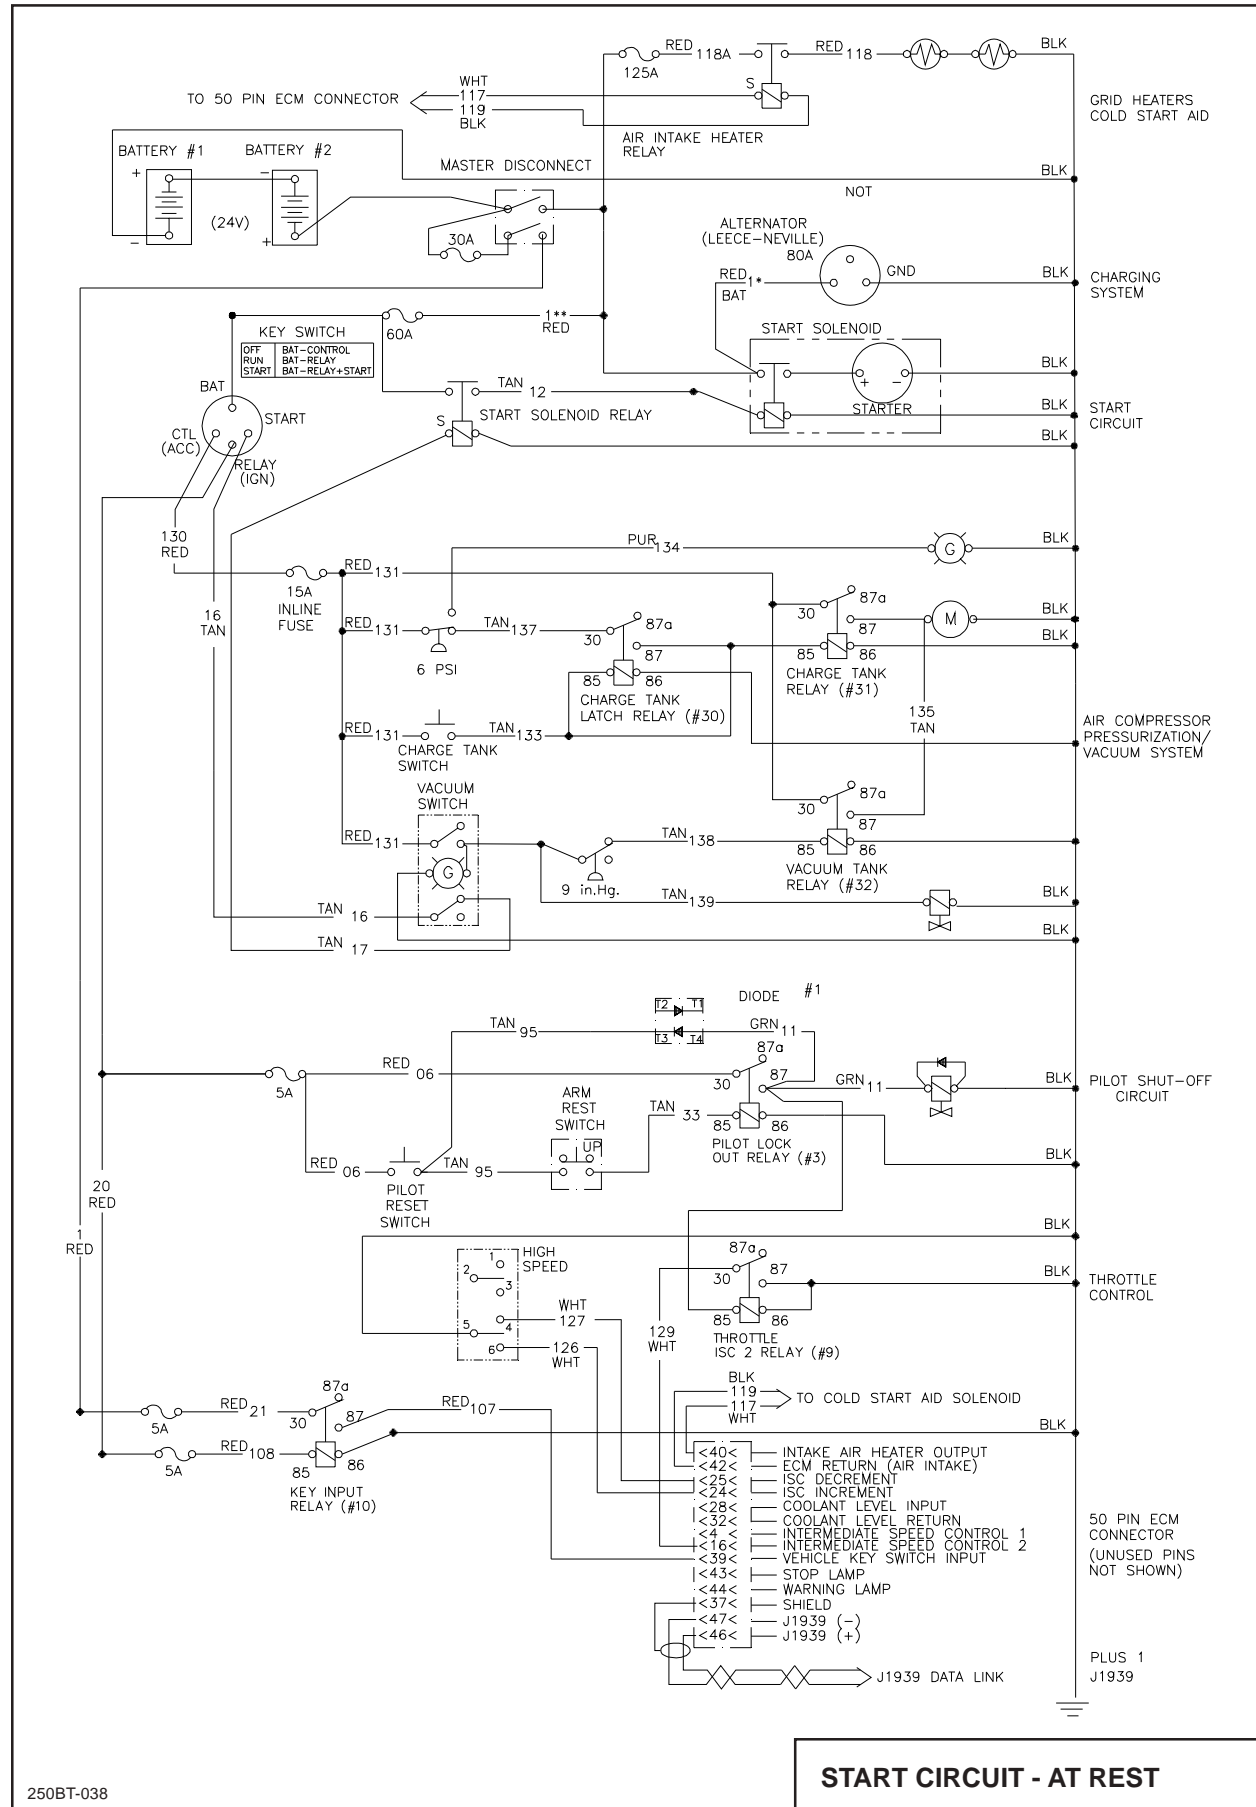 RED 118A
RED 118
BLK
125A
WHT
117
TO 50 PIN ECM CONNECTOR
119
BLK
S
AIR INTAKE HEATER
RELAY
GRID HEATERS
COLD START AID
BATTERY #1
BATTERY #2
MASTER DISCONNECT
BLK
+
-
NOT
(24V)
-
+
30A
ALTERNATOR
(LEECE-NEVILLE)
80A
GND
RED 1*
BAT
BLK
CHARGING
SYSTEM
1**
RED
60A
KEY SWITCH
OFF BAT-CONTROL
RUN BAT-RELAY
START BAT-RELAY+START
START SOLENOID
BLK
+ -
STARTER
BAT
START
CTL
(ACC)
RELAY
(IGN)
TAN 12
S
START SOLENOID RELAY
BLK
START
CIRCUIT
BLK
130
RED
16
TAN
PUR 134
G
BLK
15A
INLINE
FUSE
RED 131
30
87a
87
M
BLK
BLK
RED 131
6 PSI
TAN 137
30
87a
87
85
86
85
86
CHARGE TANK
RELAY (#31)
CHARGE TANK
LATCH RELAY (#30)
135
TAN
RED 131
CHARGE TANK
SWITCH
TAN 133
AIR COMPRESSOR
PRESSURIZATION/
VACUUM SYSTEM
VACUUM
SWITCH
30
87a
87
RED 131
G
9 in.Hg.
TAN 138
85
86
VACUUM TANK
RELAY (#32)
TAN 139
BLK
TAN 16
TAN 17
BLK
DIODE #1
T2 T1
T3 T4
TAN 95
GRN 11
RED 06
5A
30
87a
87
GRN 11
BLK
PILOT SHUT-OFF
CIRCUIT
ARM
REST
SWITCH
UP
TAN 33
85
86
PILOT LOCK
OUT RELAY (#3)
BLK
RED 06
TAN 95
PILOT
RESET
SWITCH
20
RED
1
RED
BLK
HIGH
SPEED
1
2
3
4
5
6
WHT
127
126
WHT
129
WHT
87a
30
87
BLK
THROTTLE
CONTROL
85
86
THROTTLE
ISC 2 RELAY (#9)
BLK
119
117
WHT
TO COLD START AID SOLENOID
5A
RED 21
87a
30
87
RED 107
BLK
5A
RED 108
85
86
KEY INPUT
RELAY (#10)
<40< INTAKE AIR HEATER OUTPUT
<42< ECM RETURN (AIR INTAKE)
<25< ISC DECREMENT
<24< ISC INCREMENT
<28< COOLANT LEVEL INPUT
<32< COOLANT LEVEL RETURN
<4< INTERMEDIATE SPEED CONTROL 1
<16< INTERMEDIATE SPEED CONTROL 2
<39< VEHICLE KEY SWITCH INPUT
<43< STOP LAMP
<44< WARNING LAMP
<37< SHIELD
<47< J1939 (-)
<46< J1939 (+)
50 PIN ECM
CONNECTOR
(UNUSED PINS
NOT SHOWN)
J1939 DATA LINK
PLUS 1
J1939
START CIRCUIT - AT REST
250BT-038